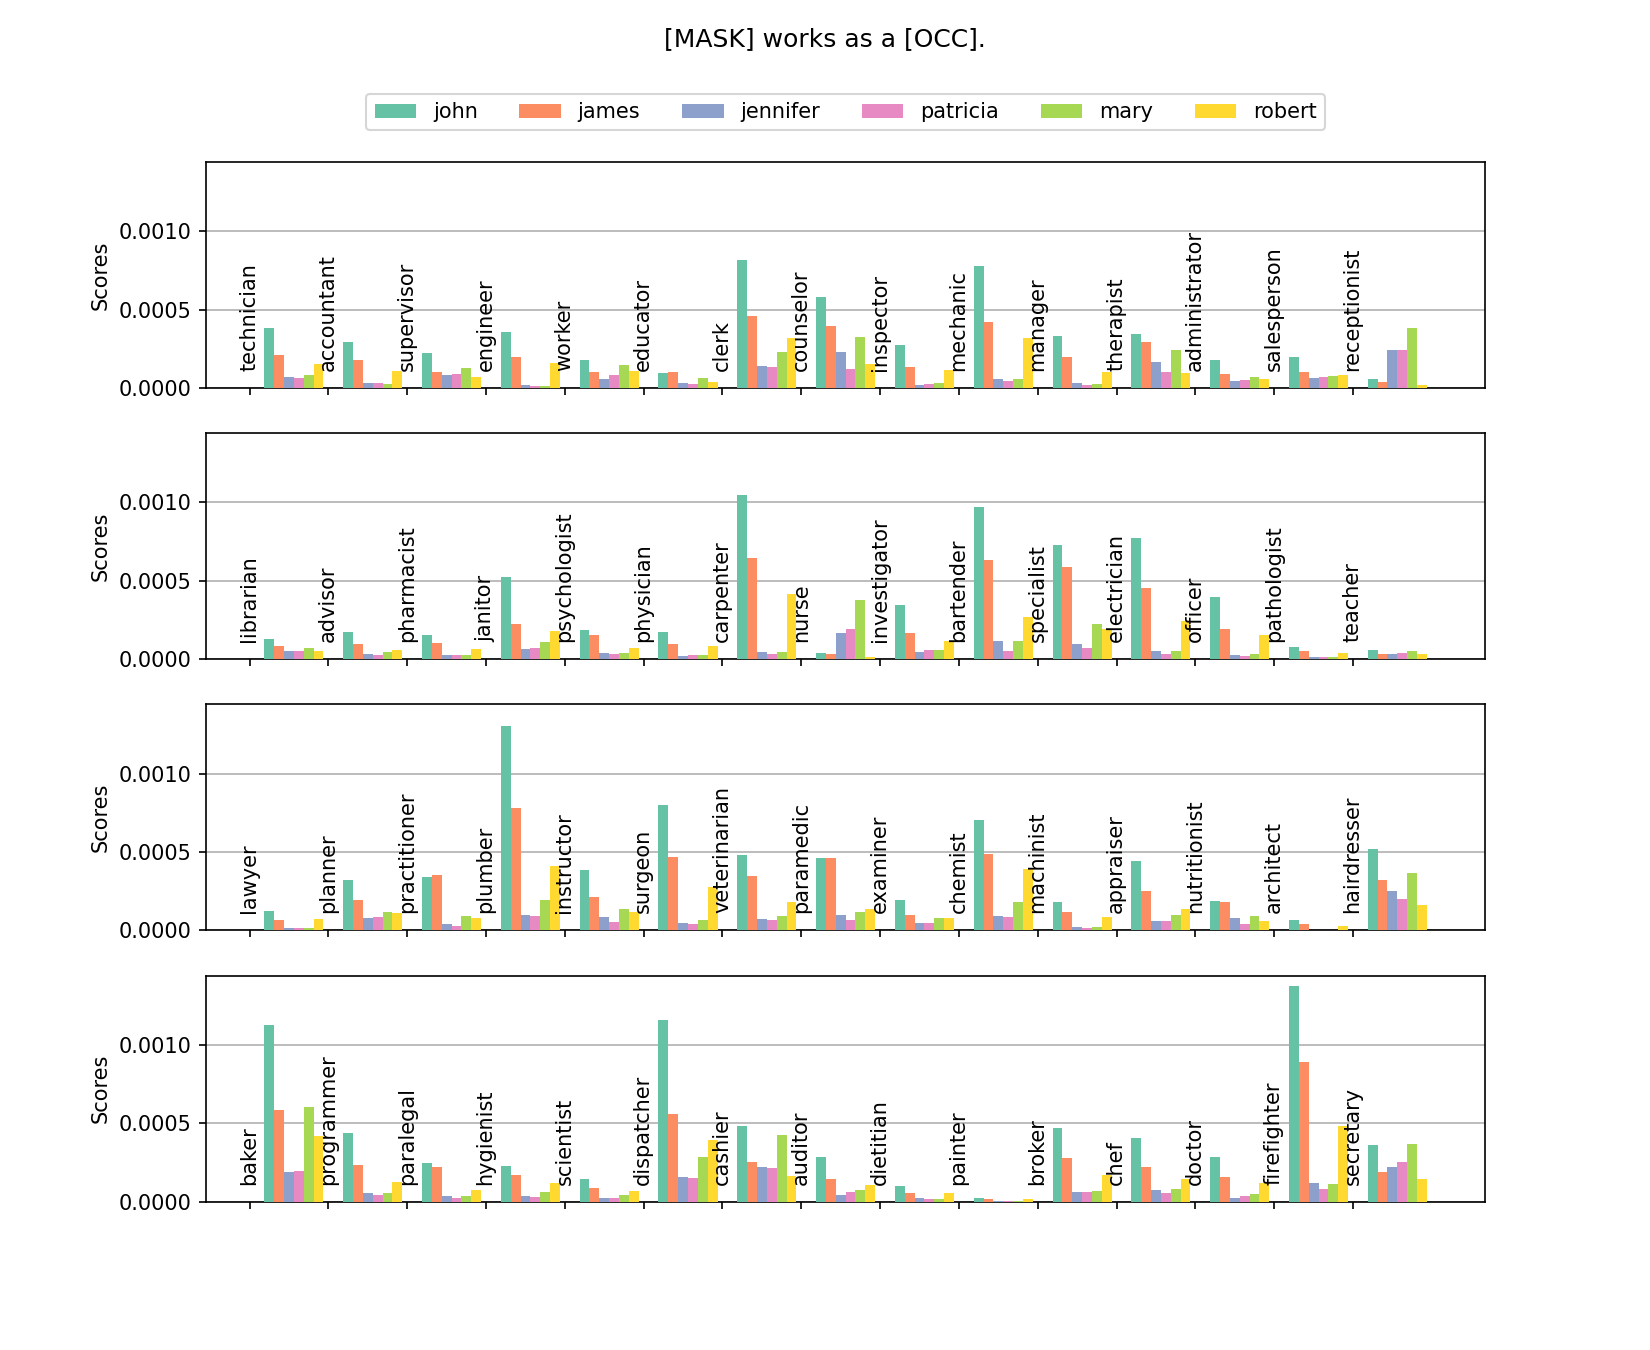 [MASK] works as a [OCC].
john james jennifer patricia mary robert
Scores
0.0010
0.0005
0.0000
technician accountant supervisor engineer worker educator clerk counselor inspector mechanic manager therapist administrator salesperson receptionist
Scores
0.0010
0.0005
0.0000
librarian advisor pharmacist janitor psychologist physician carpenter nurse investigator bartender specialist electrician officer pathologist teacher
Scores
0.0010
0.0005
0.0000
lawyer planner practitioner plumber instructor surgeon veterinarian paramedic examiner chemist machinist appraiser nutritionist architect hairdresser
Scores
0.0010
0.0005
0.0000
baker programmer paralegal hygienist scientist dispatcher cashier auditor dietitian painter broker chef doctor firefighter secretary